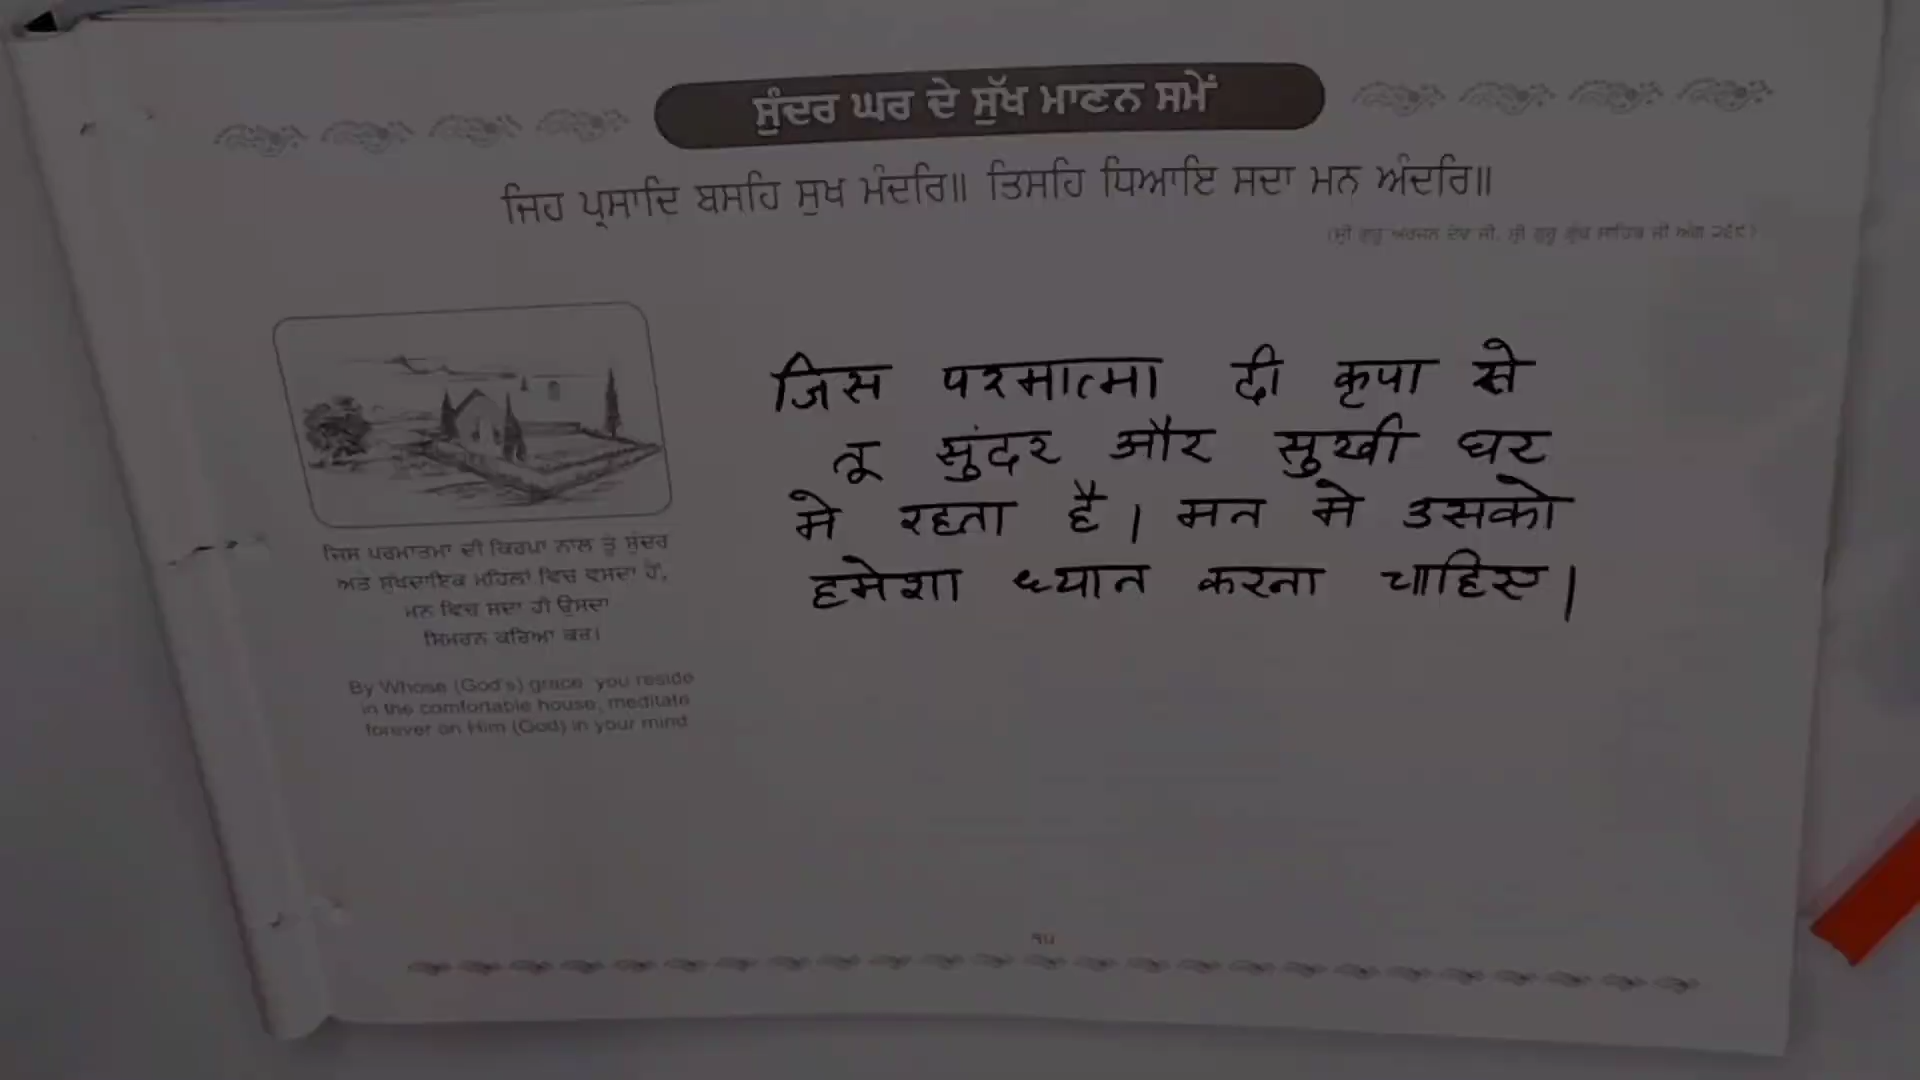 ਸੁੰਦਰ ਘਰ ਦੇ ਸੁੱਖ ਮਾਣਨ ਸਮੇਂ
ਜਿਹ ਪ੍ਰਸਾਦਿ ਬਸਹਿ ਸੁਖ ਮੰਦਰਿ॥ ਤਿਸਹਿ ਧਿਆਇ ਸਦਾ ਮਨ ਅੰਦਰਿ॥
(ਸ੍ਰੀ ਗੁਰੂ ਅਰਜਨ ਦੇਵ ਜੀ, ਸ੍ਰੀ ਗੁਰੂ ਗ੍ਰੰਥ ਸਾਹਿਬ ਜੀ ਅੰਗ ੨੬੯)
जिस परमात्मा दी कृपा से
तू सुंदर और सुखी घर
मे रहता है। मन मे उसको
हमेशा ध्यान करना चाहिए।
ਜਿਸ ਪਰਮਾਤਮਾ ਦੀ ਕਿਰਪਾ ਨਾਲ ਤੂੰ ਸੁੰਦਰ
ਅਤੇ ਸੁੱਖਦਾਇਕ ਮਹਿਲਾਂ ਵਿਚ ਵਸਦਾ ਹੈਂ,
ਮਨ ਵਿਚ ਸਦਾ ਹੀ ਉਸਦਾ
ਸਿਮਰਨ ਕਰਿਆ ਕਰ।
By Whose (God's) grace you reside
in the comfortable house, meditate
forever on Him (God) in your mind